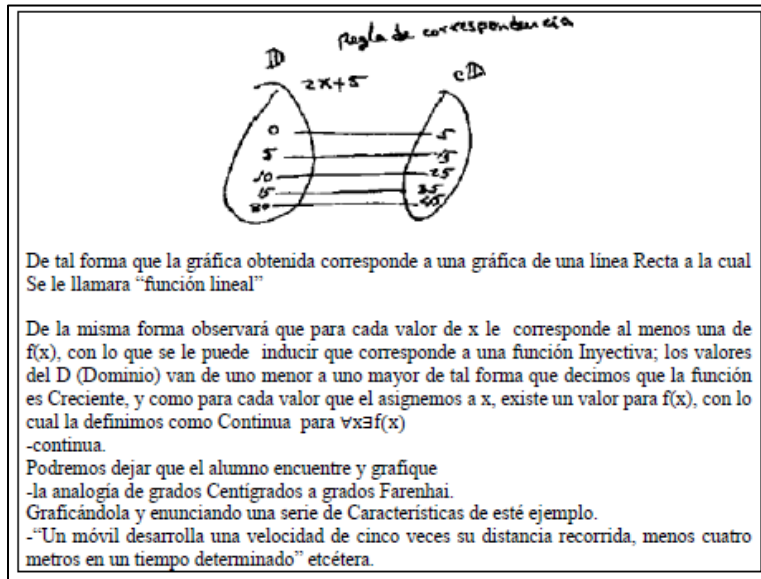 Regla de correspondencia
D
2x+5
cD
0 5
5 15
10 25
15 35
20 45
De tal forma que la gráfica obtenida corresponde a una gráfica de una línea Recta a la cual
Se le llamara “función lineal”
De la misma forma observará que para cada valor de x le corresponde al menos una de
f(x), con lo que se le puede inducir que corresponde a una función Inyectiva; los valores
del D (Dominio) van de uno menor a uno mayor de tal forma que decimos que la función
es Creciente, y como para cada valor que el asignemos a x, existe un valor para f(x), con lo
cual la definimos como Continua para ∀x∃f(x)
-continua.
Podremos dejar que el alumno encuentre y grafique
-la analogía de grados Centígrados a grados Farenhai.
Graficándola y enunciando una serie de Características de esté ejemplo.
-“Un móvil desarrolla una velocidad de cinco veces su distancia recorrida, menos cuatro
metros en un tiempo determinado” etcétera.